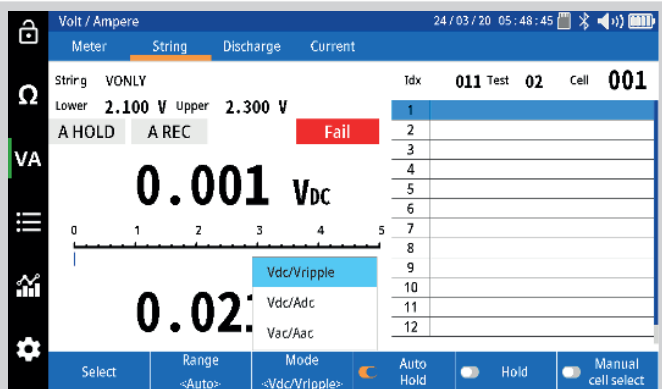 Volt / Ampere 24/03/20 05:48:45
Meter String Discharge Current
String VONLY Idx 011 Test 02 Cell 001
Lower 2.100 V Upper 2.300 V
A HOLD A REC Fail
Ω
VA
0.001 VDC
0 1 2 3 4 5
0.02
Vdc/Vripple
Vdc/Adc
Vac/Aac
1
2
3
4
5
6
7
8
9
10
11
12
Select Range <Auto> Mode <Vdc/Vripple> Auto Hold Hold Manual cell select